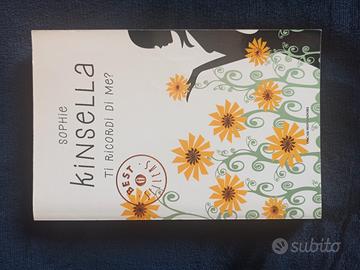 SOPHIE
KINSELLA
TI RICORDI DI ME?
BEST
SELLER
subito